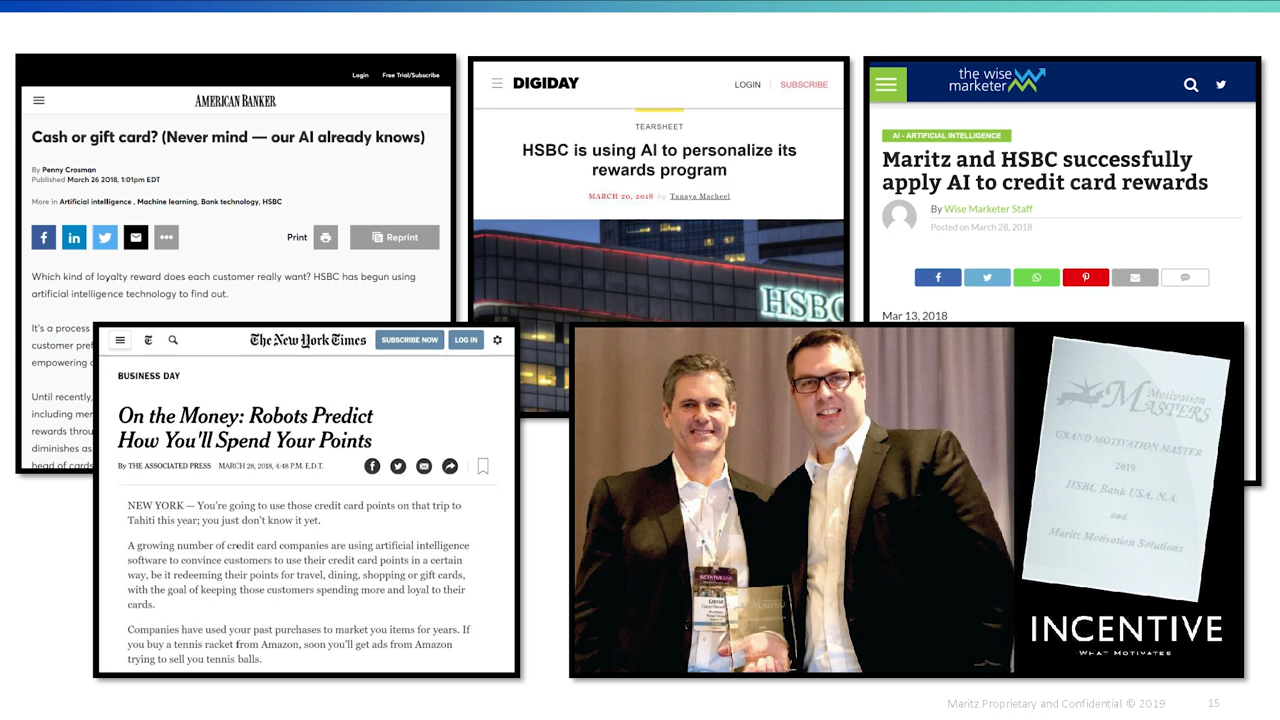 Login Free Trial/Subscribe
AMERICAN BANKER
Cash or gift card? (Never mind — our AI already knows)
By Penny Crosman
Published March 26 2018, 1:01pm EDT
More in Artificial intelligence , Machine learning, Bank technology, HSBC
Print
Reprint
Which kind of loyalty reward does each customer really want? HSBC has begun using
artificial intelligence technology to find out.
It's a process
customer pref
empowering
Until recently,
including mer
rewards throu
diminishes as
head of cards
DIGIDAY
LOGIN | SUBSCRIBE
TEARSHEET
HSBC is using AI to personalize its
rewards program
MARCH 20, 2018 by Tanaya Macheel
HSBC
the wise
marketer
AI - ARTIFICIAL INTELLIGENCE
Maritz and HSBC successfully
apply AI to credit card rewards
By Wise Marketer Staff
Posted on March 28, 2018
Mar 13, 2018
The New York Times
SUBSCRIBE NOW
LOG IN
BUSINESS DAY
On the Money: Robots Predict
How You'll Spend Your Points
By THE ASSOCIATED PRESS MARCH 28, 2018, 4:48 P.M. E.D.T.
NEW YORK — You're going to use those credit card points on that trip to
Tahiti this year; you just don't know it yet.
A growing number of credit card companies are using artificial intelligence
software to convince customers to use their credit card points in a certain
way, be it redeeming their points for travel, dining, shopping or gift cards,
with the goal of keeping those customers spending more and loyal to their
cards.
Companies have used your past purchases to market you items for years. If
you buy a tennis racket from Amazon, soon you'll get ads from Amazon
trying to sell you tennis balls.
INCENTIVE LIVE
Motivation
MASTERS
GRAND MOTIVATION MASTER
2019
HSBC Bank USA, N.A.
and
Maritz Motivation Solutions
INCENTIVE
WHAT MOTIVATES
Maritz Proprietary and Confidential © 2019
15